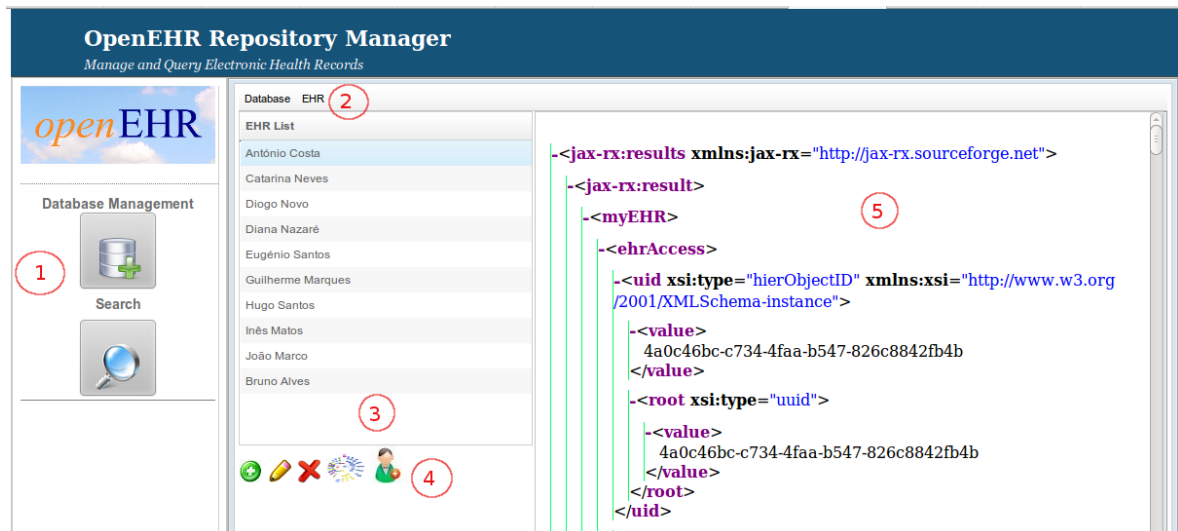 OpenEHR Repository Manager
Manage and Query Electronic Health Records
openEHR
Database Management
1
Search
Database EHR 2
EHR List
António Costa
Catarina Neves
Diogo Novo
Diana Nazaré
Eugénio Santos
Guilherme Marques
Hugo Santos
Inês Matos
João Marco
Bruno Alves
3
4
-<jax-rx:results xmlns:jax-rx="http://jax-rx.sourceforge.net">
-<jax-rx:result>
5
-<myEHR>
-<ehrAccess>
-<uid xsi:type="hierObjectID" xmlns:xsi="http://www.w3.org
/2001/XMLSchema-instance">
-<value>
4a0c46bc-c734-4faa-b547-826c8842fb4b
</value>
-<root xsi:type="uuid">
-<value>
4a0c46bc-c734-4faa-b547-826c8842fb4b
</value>
</root>
</uid>